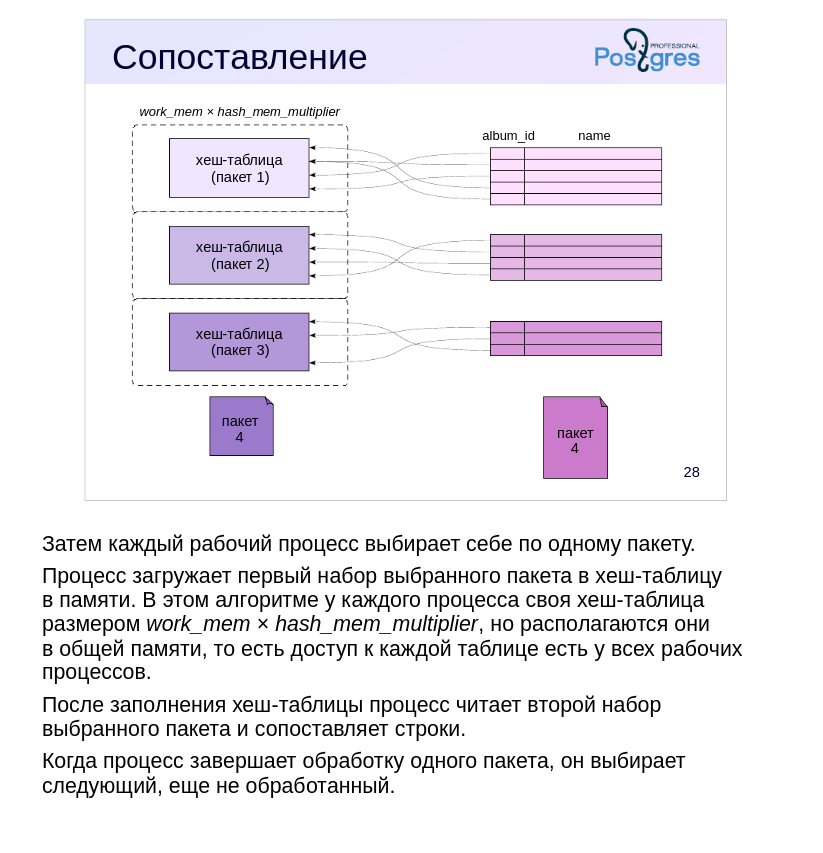 Сопоставление
PROFESSIONAL
Postgres
work_mem × hash_mem_multiplier
album_id name
хеш-таблица
(пакет 1)
хеш-таблица
(пакет 2)
хеш-таблица
(пакет 3)
пакет
4
пакет
4
28
Затем каждый рабочий процесс выбирает себе по одному пакету.
Процесс загружает первый набор выбранного пакета в хеш-таблицу
в памяти. В этом алгоритме у каждого процесса своя хеш-таблица
размером work_mem × hash_mem_multiplier, но располагаются они
в общей памяти, то есть доступ к каждой таблице есть у всех рабочих
процессов.
После заполнения хеш-таблицы процесс читает второй набор
выбранного пакета и сопоставляет строки.
Когда процесс завершает обработку одного пакета, он выбирает
следующий, еще не обработанный.